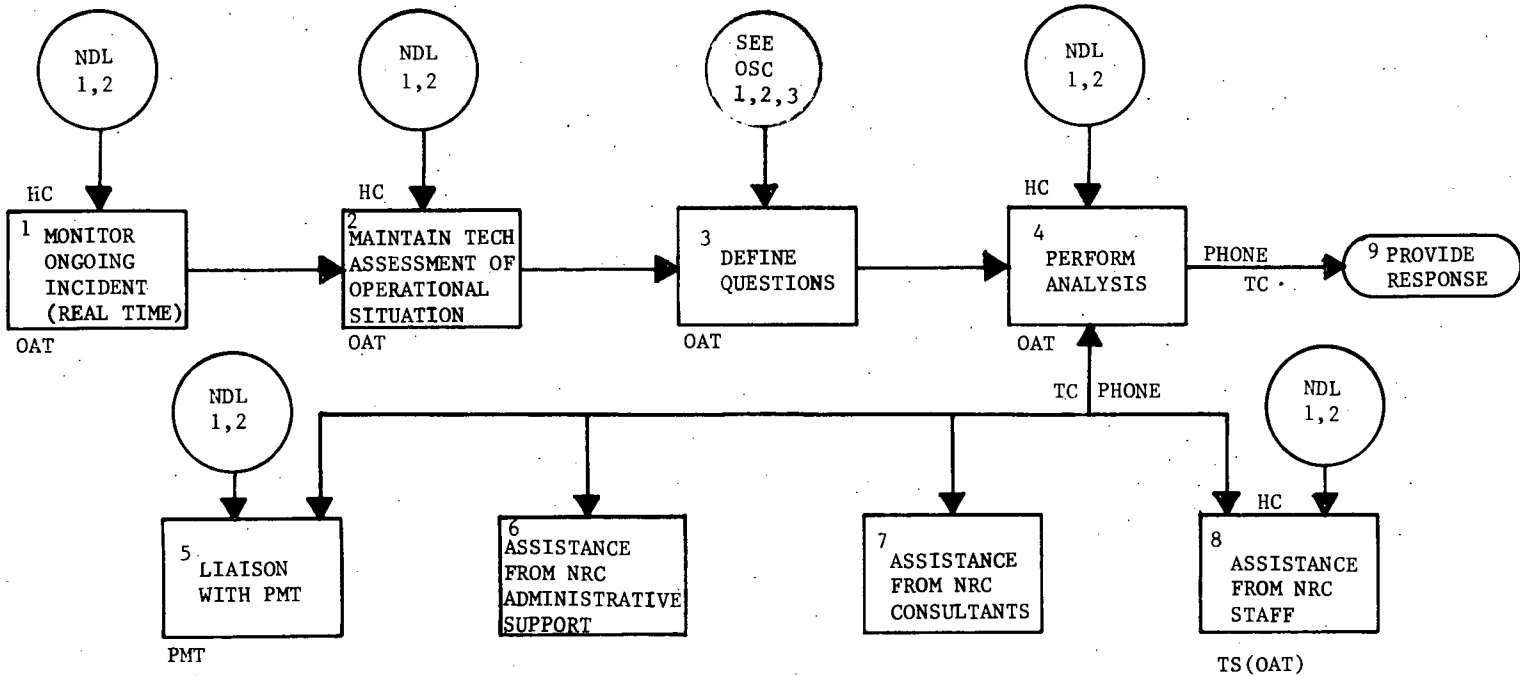 NDL
1,2
NDL
1,2
SEE
OSC
1,2,3
NDL
1,2
HC
1 MONITOR
ONGOING
INCIDENT
(REAL TIME)
OAT
HC
2
MAINTAIN TECH
ASSESSMENT OF
OPERATIONAL
SITUATION
OAT
3
DEFINE
QUESTIONS
OAT
HC
4
PERFORM
ANALYSIS
OAT
PHONE
TC
9 PROVIDE
RESPONSE
TC PHONE
NDL
1,2
NDL
1,2
5
LIAISON
WITH PMT
PMT
6
ASSISTANCE
FROM NRC
ADMINISTRATIVE
SUPPORT
7
ASSISTANCE
FROM NRC
CONSULTANTS
HC
8
ASSISTANCE
FROM NRC
STAFF
TS(OAT)